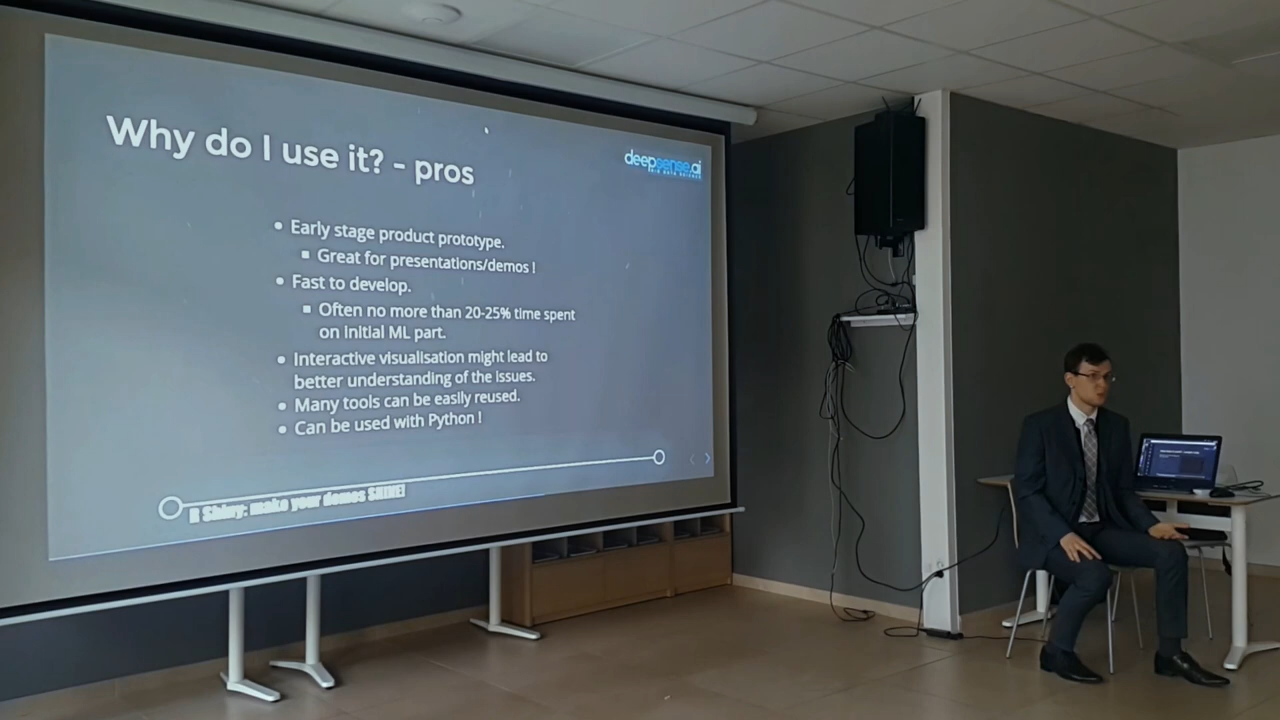 Why do I use it? - pros
deepsense.ai
• Early stage product prototype.
▪ Great for presentations/demos !
• Fast to develop.
▪ Often no more than 20-25% time spent
on initial ML part.
• Interactive visualisation might lead to
better understanding of the issues.
• Many tools can be easily reused.
• Can be used with Python !
R Shiny: make your demos SHINE!